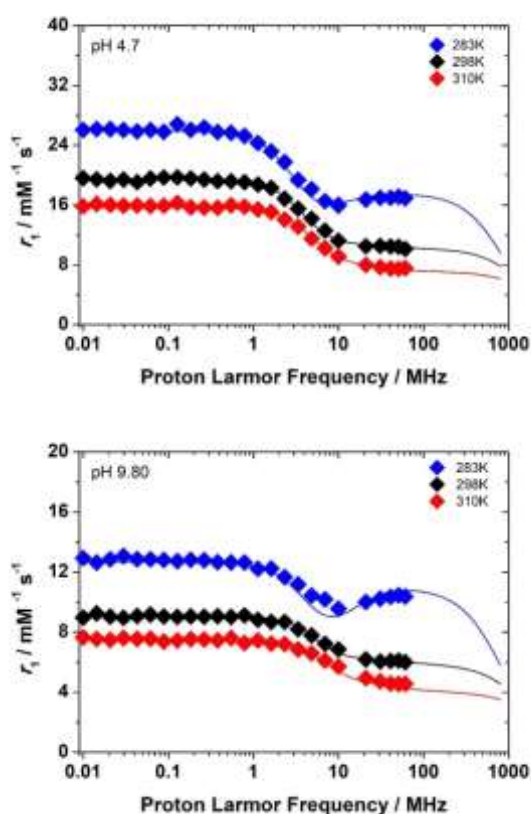 40
32
24
16
8
0
r₁ / mM ⁻¹ s⁻¹
pH 4.7
283K
298K
310K
0.01 0.1 1 10 100 1000
Proton Larmor Frequency / MHz
20
16
12
8
4
0
r₁ / mM ⁻¹ s⁻¹
pH 9.80
283K
298K
310K
0.01 0.1 1 10 100 1000
Proton Larmor Frequency / MHz